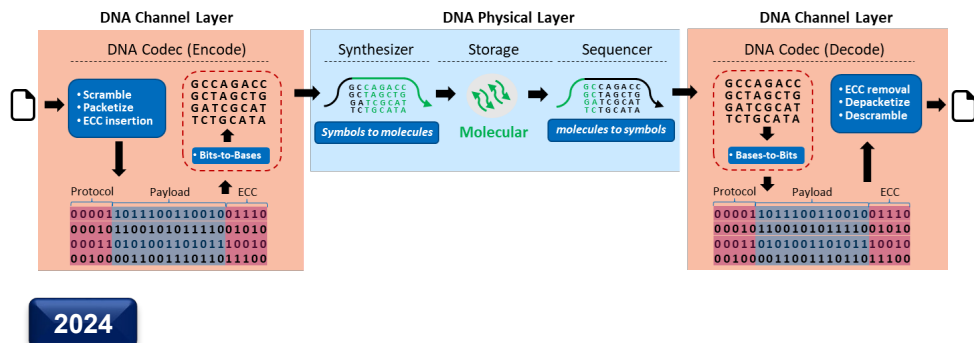 DNA Channel Layer
DNA Codec (Encode)
• Scramble
• Packetize
• ECC insertion
GCCAGACC
GCTAGCTG
GATCGCAT
TCTGCATA
• Bits-to-Bases
Protocol Payload ECC
00001101110011001001110
00010110010101111001010
00011010100110101110010
00100001100111011011100
DNA Physical Layer
Synthesizer
GCCAGACC
GCTAGCTG
GATCGCAT
TCTGCATA
Symbols to molecules
Storage
Molecular
Sequencer
GCCAGACC
GCTAGCTG
GATCGCAT
TCTGCATA
molecules to symbols
DNA Channel Layer
DNA Codec (Decode)
GCCAGACC
GCTAGCTG
GATCGCAT
TCTGCATA
• Bases-to-Bits
• ECC removal
• Depacketize
• Descramble
Protocol Payload ECC
00001101110011001001110
00010110010101111001010
00011010100110101110010
00100001100111011011100
2024